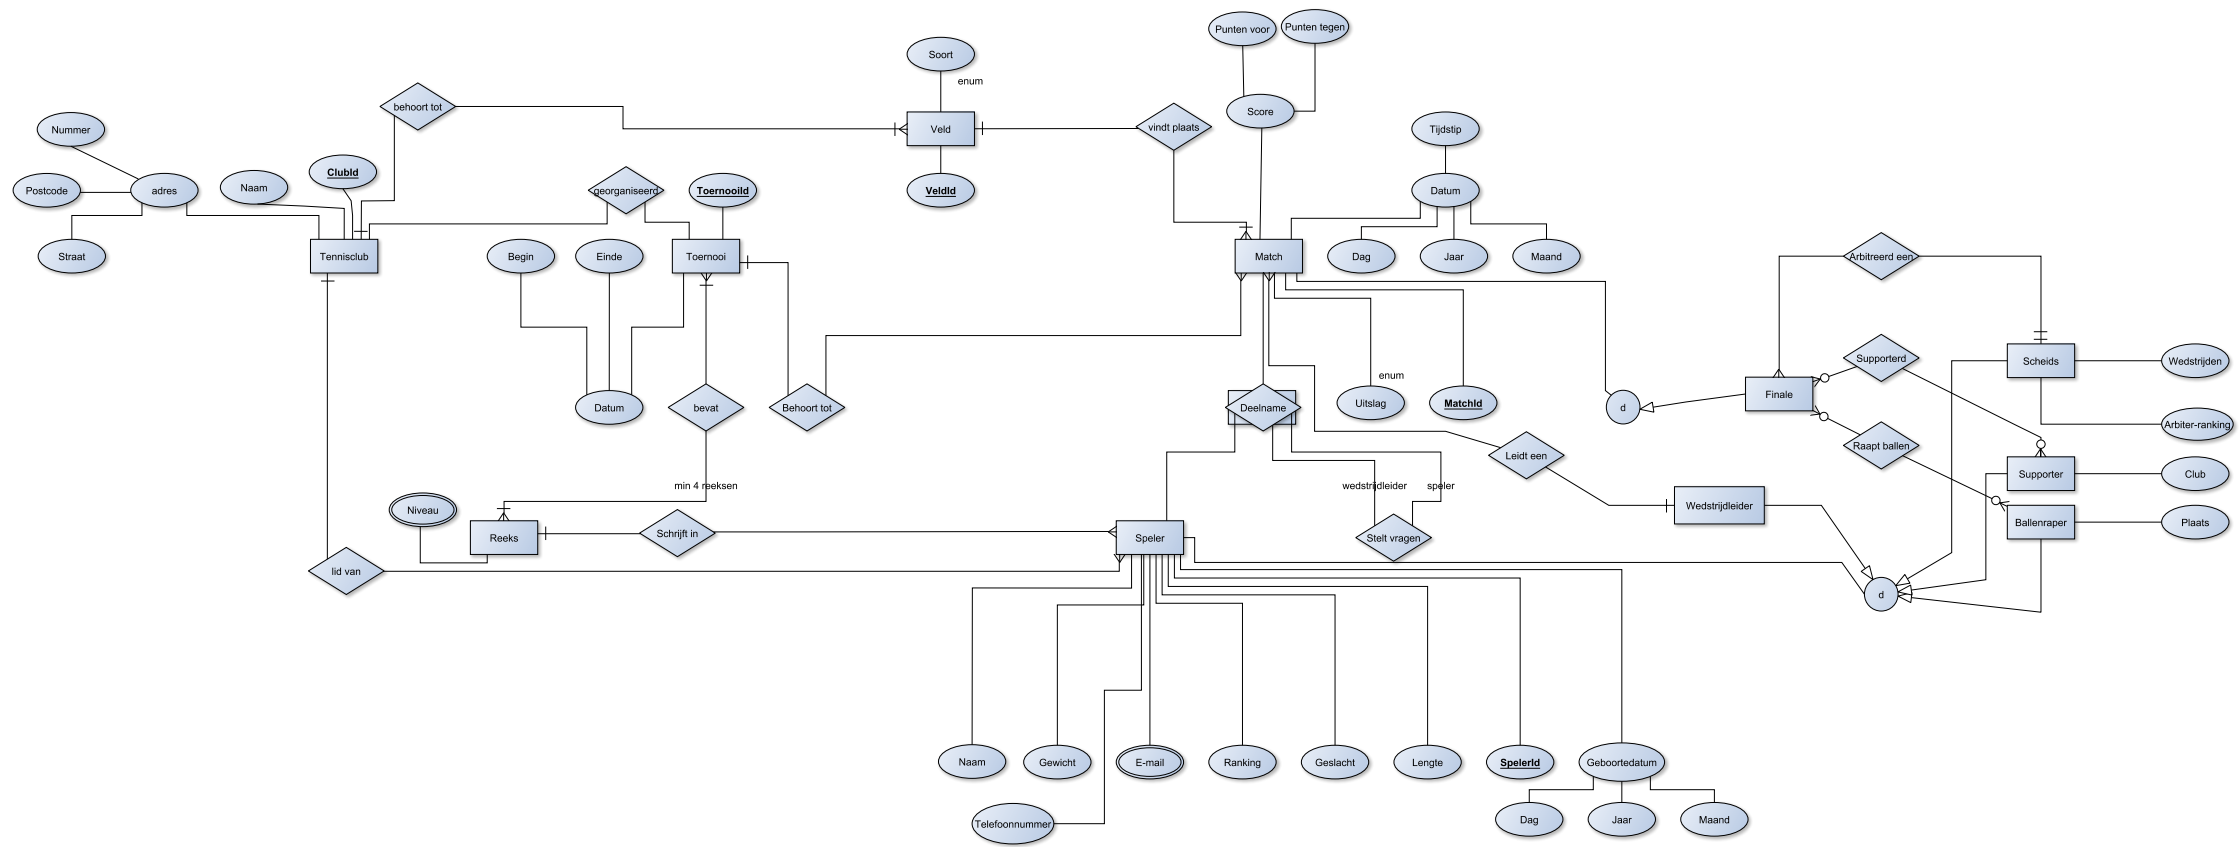 Punten voor
Punten tegen
Soort
enum
behoort tot
Score
Nummer
Veld
vindt plaats
Tijdstip
ClubId
Naam
Postcode
adres
georganiseerd
ToernooiId
VeldId
Datum
Straat
Tennisclub
Begin
Einde
Toernooi
Match
Dag
Jaar
Maand
Arbitreerd een
Supporterd
Scheids
Wedstrijden
enum
Finale
Datum
bevat
Behoort tot
Deelname
Uitslag
MatchId
d
Arbiter-ranking
Raapt ballen
Leidt een
Supporter
Club
min 4 reeksen
wedstrijdleider
speler
Wedstrijdleider
Niveau
Ballenraper
Plaats
Reeks
Schrijft in
Speler
Stelt vragen
lid van
d
Naam
Gewicht
E-mail
Ranking
Geslacht
Lengte
SpelerId
Geboortedatum
Telefoonnummer
Dag
Jaar
Maand